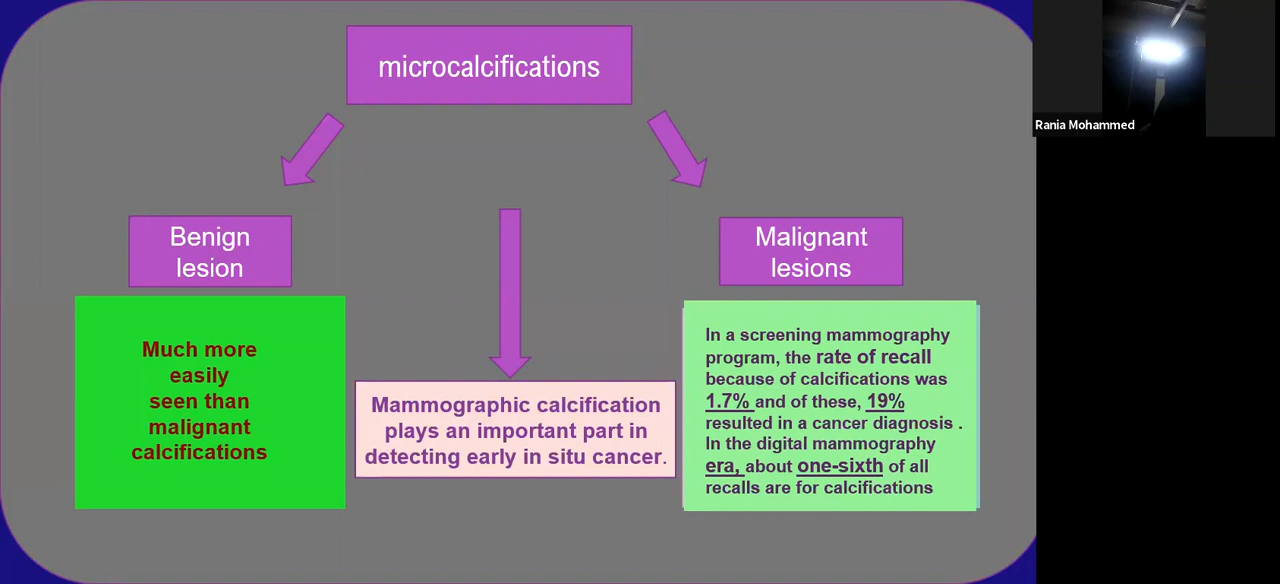 microcalcifications
Rania Mohammed
Benign
lesion
Malignant
lesions
Much more
easily
seen than
malignant
calcifications
Mammographic calcification
plays an important part in
detecting early in situ cancer.
In a screening mammography
program, the rate of recall
because of calcifications was
1.7% and of these, 19%
resulted in a cancer diagnosis .
In the digital mammography
era, about one-sixth of all
recalls are for calcifications